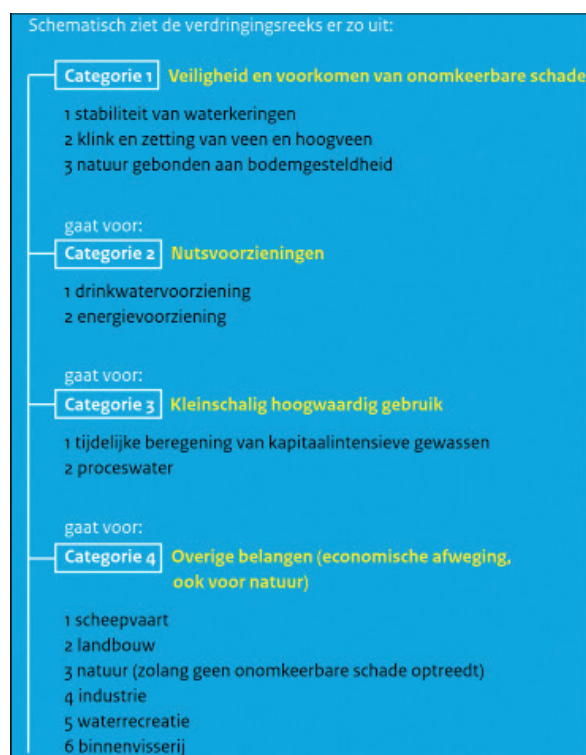 Schematisch ziet de verdringingsreeks er zo uit:
Categorie 1 Veiligheid en voorkomen van onomkeerbare schade
1 stabiliteit van waterkeringen
2 klink en zetting van veen en hoogveen
3 natuur gebonden aan bodemgesteldheid
gaat voor:
Categorie 2 Nutsvoorzieningen
1 drinkwatervoorziening
2 energievoorziening
gaat voor:
Categorie 3 Kleinschalig hoogwaardig gebruik
1 tijdelijke beregening van kapitaalintensieve gewassen
2 proceswater
gaat voor:
Categorie 4 Overige belangen (economische afweging,
ook voor natuur)
1 scheepvaart
2 landbouw
3 natuur (zolang geen onomkeerbare schade optreedt)
4 industrie
5 waterrecreatie
6 binnenvisserij